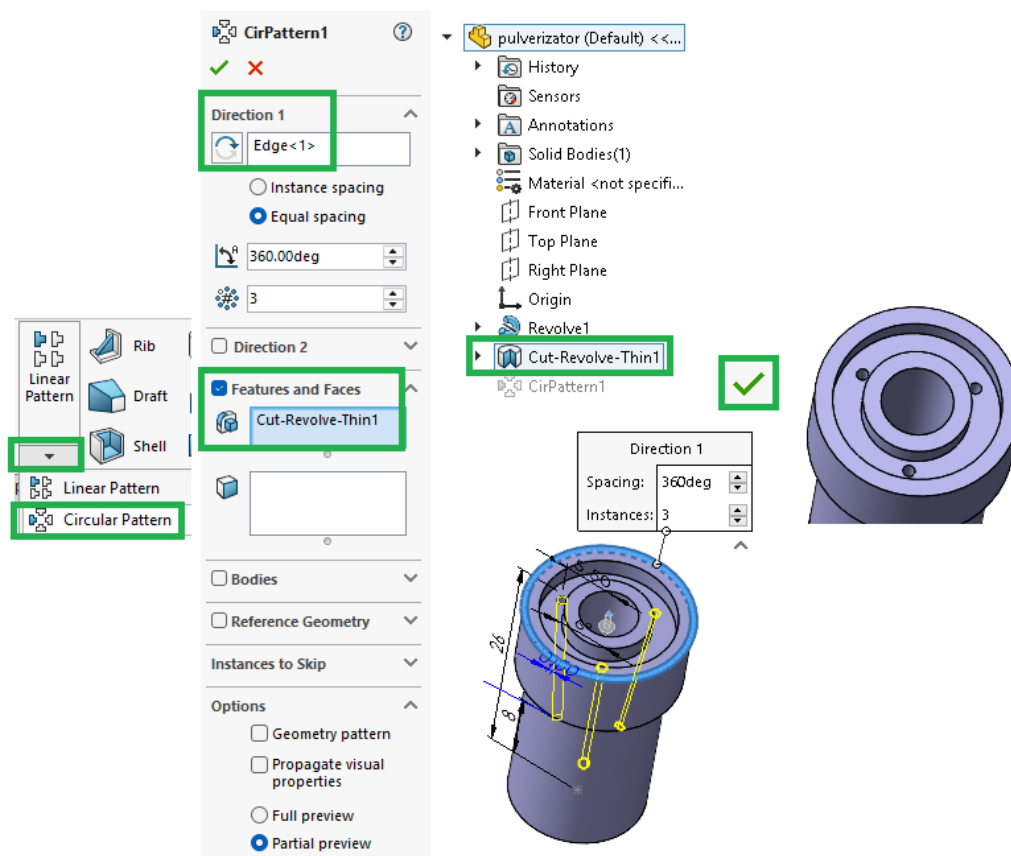 Linear
Pattern
Rib
Draft
Shell
Linear Pattern
Circular Pattern
CirPattern1
Direction 1
Edge<1>
Instance spacing
Equal spacing
360.00deg
3
Direction 2
Features and Faces
Cut-Revolve-Thin1
Bodies
Reference Geometry
Instances to Skip
Options
Geometry pattern
Propagate visual
properties
Full preview
Partial preview
pulverizator (Default) <<...
History
Sensors
Annotations
Solid Bodies(1)
Material <not specifi...
Front Plane
Top Plane
Right Plane
Origin
Revolve1
Cut-Revolve-Thin1
CirPattern1
Direction 1
Spacing: 360deg
Instances: 3
26
8